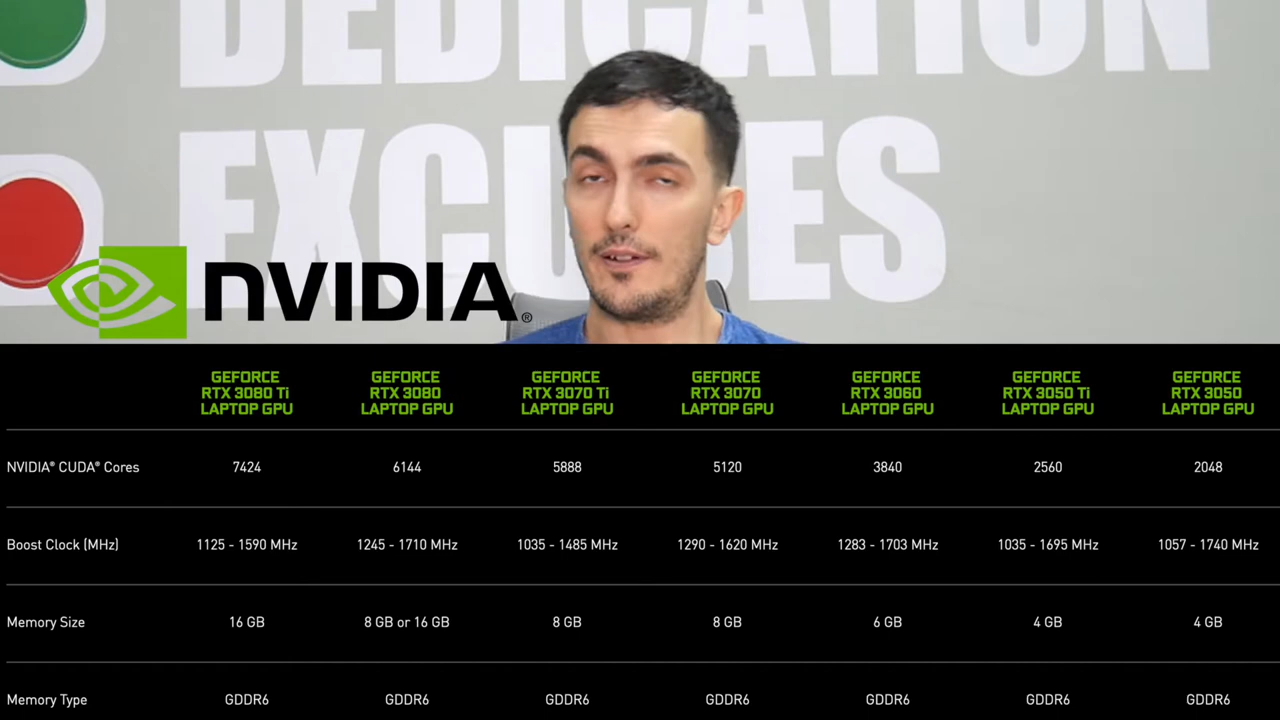 DEDICATION
EXCUSES
NVIDIA®
GEFORCE RTX 3080 Ti LAPTOP GPU
GEFORCE RTX 3080 LAPTOP GPU
GEFORCE RTX 3070 Ti LAPTOP GPU
GEFORCE RTX 3070 LAPTOP GPU
GEFORCE RTX 3060 LAPTOP GPU
GEFORCE RTX 3050 Ti LAPTOP GPU
GEFORCE RTX 3050 LAPTOP GPU
NVIDIA® CUDA® Cores 7424 6144 5888 5120 3840 2560 2048
Boost Clock (MHz) 1125 - 1590 MHz 1245 - 1710 MHz 1035 - 1485 MHz 1290 - 1620 MHz 1283 - 1703 MHz 1035 - 1695 MHz 1057 - 1740 MHz
Memory Size 16 GB 8 GB or 16 GB 8 GB 8 GB 6 GB 4 GB 4 GB
Memory Type GDDR6 GDDR6 GDDR6 GDDR6 GDDR6 GDDR6 GDDR6